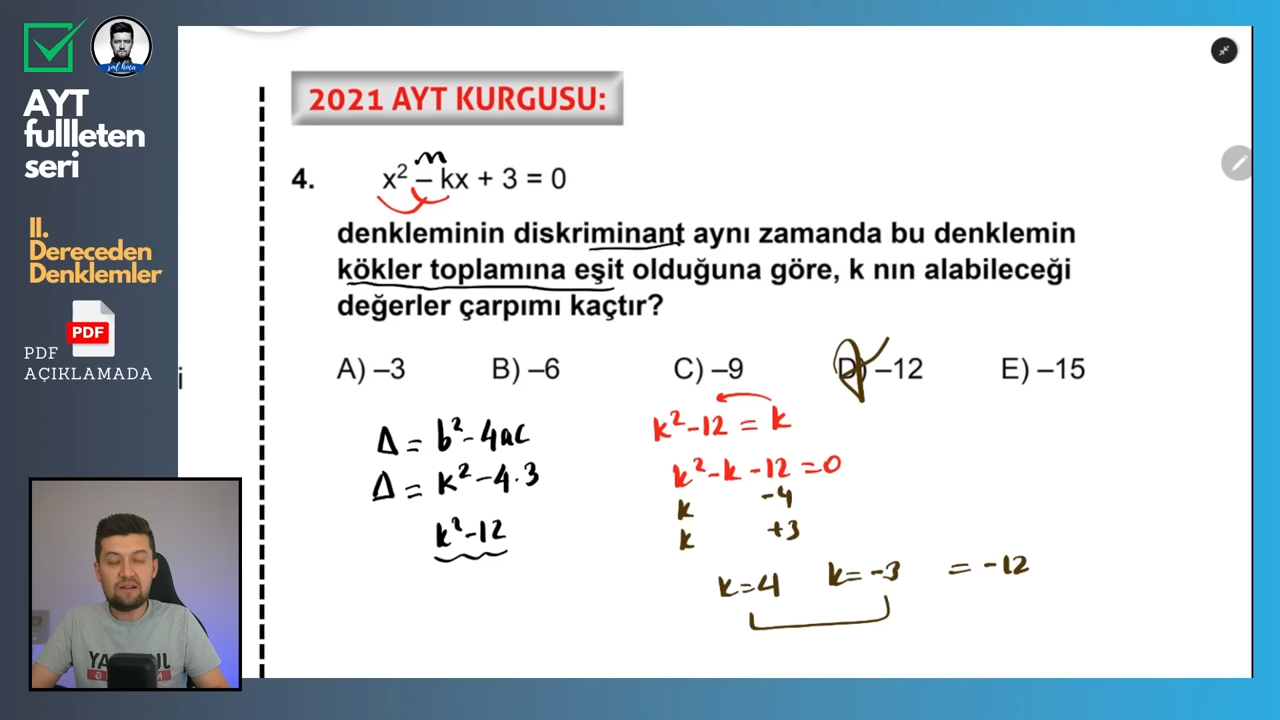 smt. hoca
AYT
fullleten
seri
II.
Dereceden
Denklemler
PDF
PDF
AÇIKLAMADA
i
2021 AYT KURGUSU:
4. x² – kx + 3 = 0
denkleminin diskriminant aynı zamanda bu denklemin
kökler toplamına eşit olduğuna göre, k nın alabileceği
değerler çarpımı kaçtır?
A) –3 B) –6 C) –9 D) –12 E) –15
Δ = b² - 4ac
Δ = k² - 4·3
k² - 12
k² - 12 = k
k² - k - 12 = 0
k -4
k +3
k = 4 k = -3 = -12